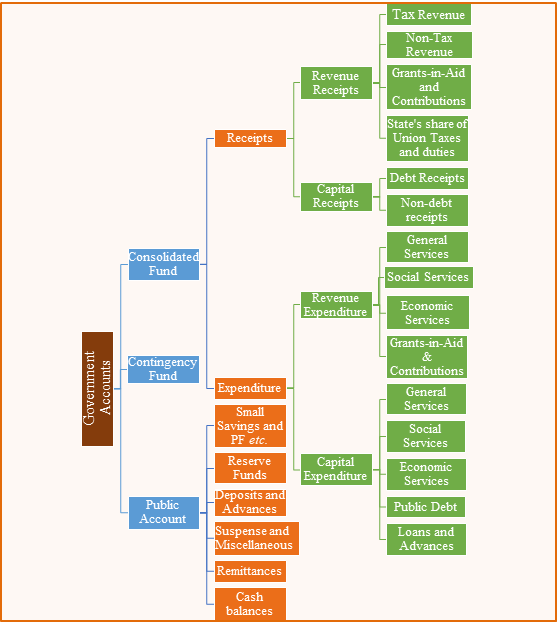 Government
Accounts
Consolidated
Fund
Contingency
Fund
Public
Account
Receipts
Expenditure
Small
Savings and
PF etc.
Reserve
Funds
Deposits and
Advances
Suspense and
Miscellaneous
Remittances
Cash
balances
Revenue
Receipts
Capital
Receipts
Revenue
Expenditure
Capital
Expenditure
Tax Revenue
Non-Tax
Revenue
Grants-in-Aid
and
Contributions
State's share of
Union Taxes
and duties
Debt Receipts
Non-debt
receipts
General
Services
Social Services
Economic
Services
Grants-in-Aid
&
Contributions
General
Services
Social
Services
Economic
Services
Public Debt
Loans and
Advances